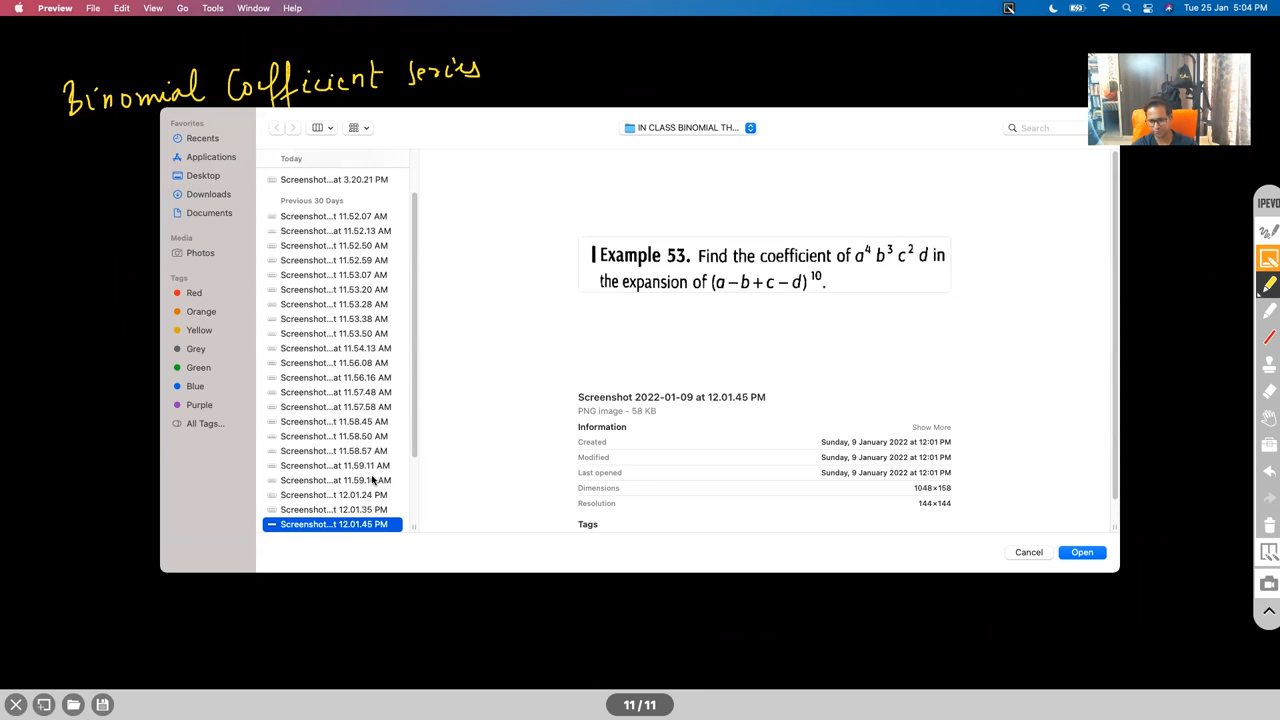 Preview File Edit View Go Tools Window Help Tue 25 Jan 5:04 PM
Binomial Coefficient Series
Favorites
Recents
Applications
Desktop
Downloads
Documents
Media
Photos
Tags
Red
Orange
Yellow
Grey
Green
Blue
Purple
All Tags...
IN CLASS BINOMIAL TH...
Search
Today
Screenshot...at 3.20.21 PM
Previous 30 Days
Screenshot...t 11.52.07 AM
Screenshot...at 11.52.13 AM
Screenshot...t 11.52.50 AM
Screenshot...t 11.52.59 AM
Screenshot...t 11.53.07 AM
Screenshot...t 11.53.20 AM
Screenshot...t 11.53.28 AM
Screenshot...t 11.53.38 AM
Screenshot...t 11.53.50 AM
Screenshot...at 11.54.13 AM
Screenshot...t 11.56.08 AM
Screenshot...at 11.56.16 AM
Screenshot...at 11.57.48 AM
Screenshot...at 11.57.58 AM
Screenshot...t 11.58.45 AM
Screenshot...t 11.58.50 AM
Screenshot...t 11.58.57 AM
Screenshot...at 11.59.11 AM
Screenshot...at AM
Screenshot...t 12.01.24 PM
Screenshot...t 12.01.35 PM
Screenshot...t 12.01.45 PM
Example 53. Find the coefficient of a⁴ b³ c² d in
the expansion of (a – b + c – d)¹⁰.
Screenshot 2022-01-09 at 12.01.45 PM
PNG image - 58 KB
Information Show More
Created Sunday, 9 January 2022 at 12:01 PM
Modified Sunday, 9 January 2022 at 12:01 PM
Last opened Sunday, 9 January 2022 at 12:01 PM
Dimensions 1048×158
Resolution 144×144
Tags
Cancel Open
IPEVO
11 / 11